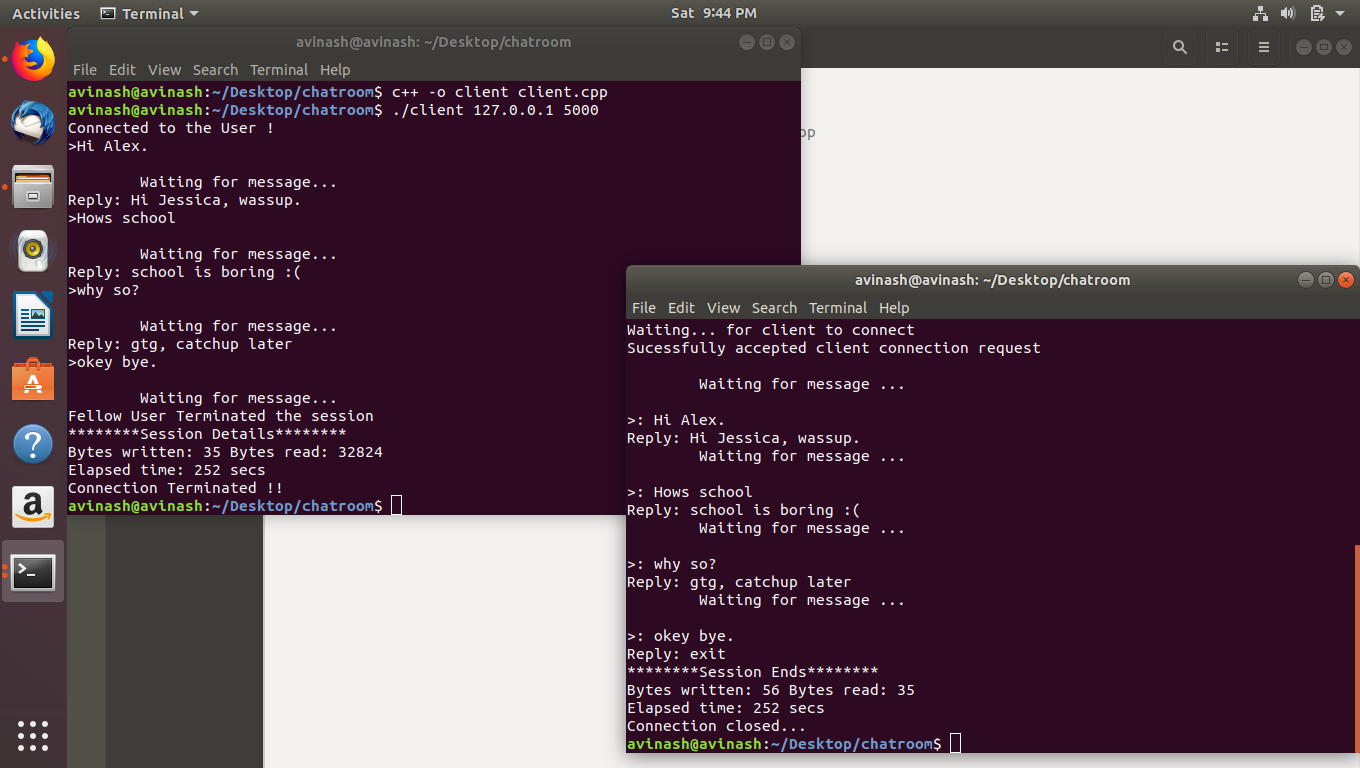 Activities Terminal Sat 9:44 PM
avinash@avinash: ~/Desktop/chatroom
File Edit View Search Terminal Help
avinash@avinash:~/Desktop/chatroom$ c++ -o client client.cpp
avinash@avinash:~/Desktop/chatroom$ ./client 127.0.0.1 5000
Connected to the User !
>Hi Alex.
Waiting for message...
Reply: Hi Jessica, wassup.
>Hows school
Waiting for message...
Reply: school is boring :(
>why so?
Waiting for message...
Reply: gtg, catchup later
>okey bye.
Waiting for message...
Fellow User Terminated the session
********Session Details********
Bytes written: 35 Bytes read: 32824
Elapsed time: 252 secs
Connection Terminated !!
avinash@avinash:~/Desktop/chatroom$
avinash@avinash: ~/Desktop/chatroom
File Edit View Search Terminal Help
Waiting... for client to connect
Sucessfully accepted client connection request
Waiting for message ...
>: Hi Alex.
Reply: Hi Jessica, wassup.
Waiting for message ...
>: Hows school
Reply: school is boring :(
Waiting for message ...
>: why so?
Reply: gtg, catchup later
Waiting for message ...
>: okey bye.
Reply: exit
********Session Ends********
Bytes written: 56 Bytes read: 35
Elapsed time: 252 secs
Connection closed...
avinash@avinash:~/Desktop/chatroom$